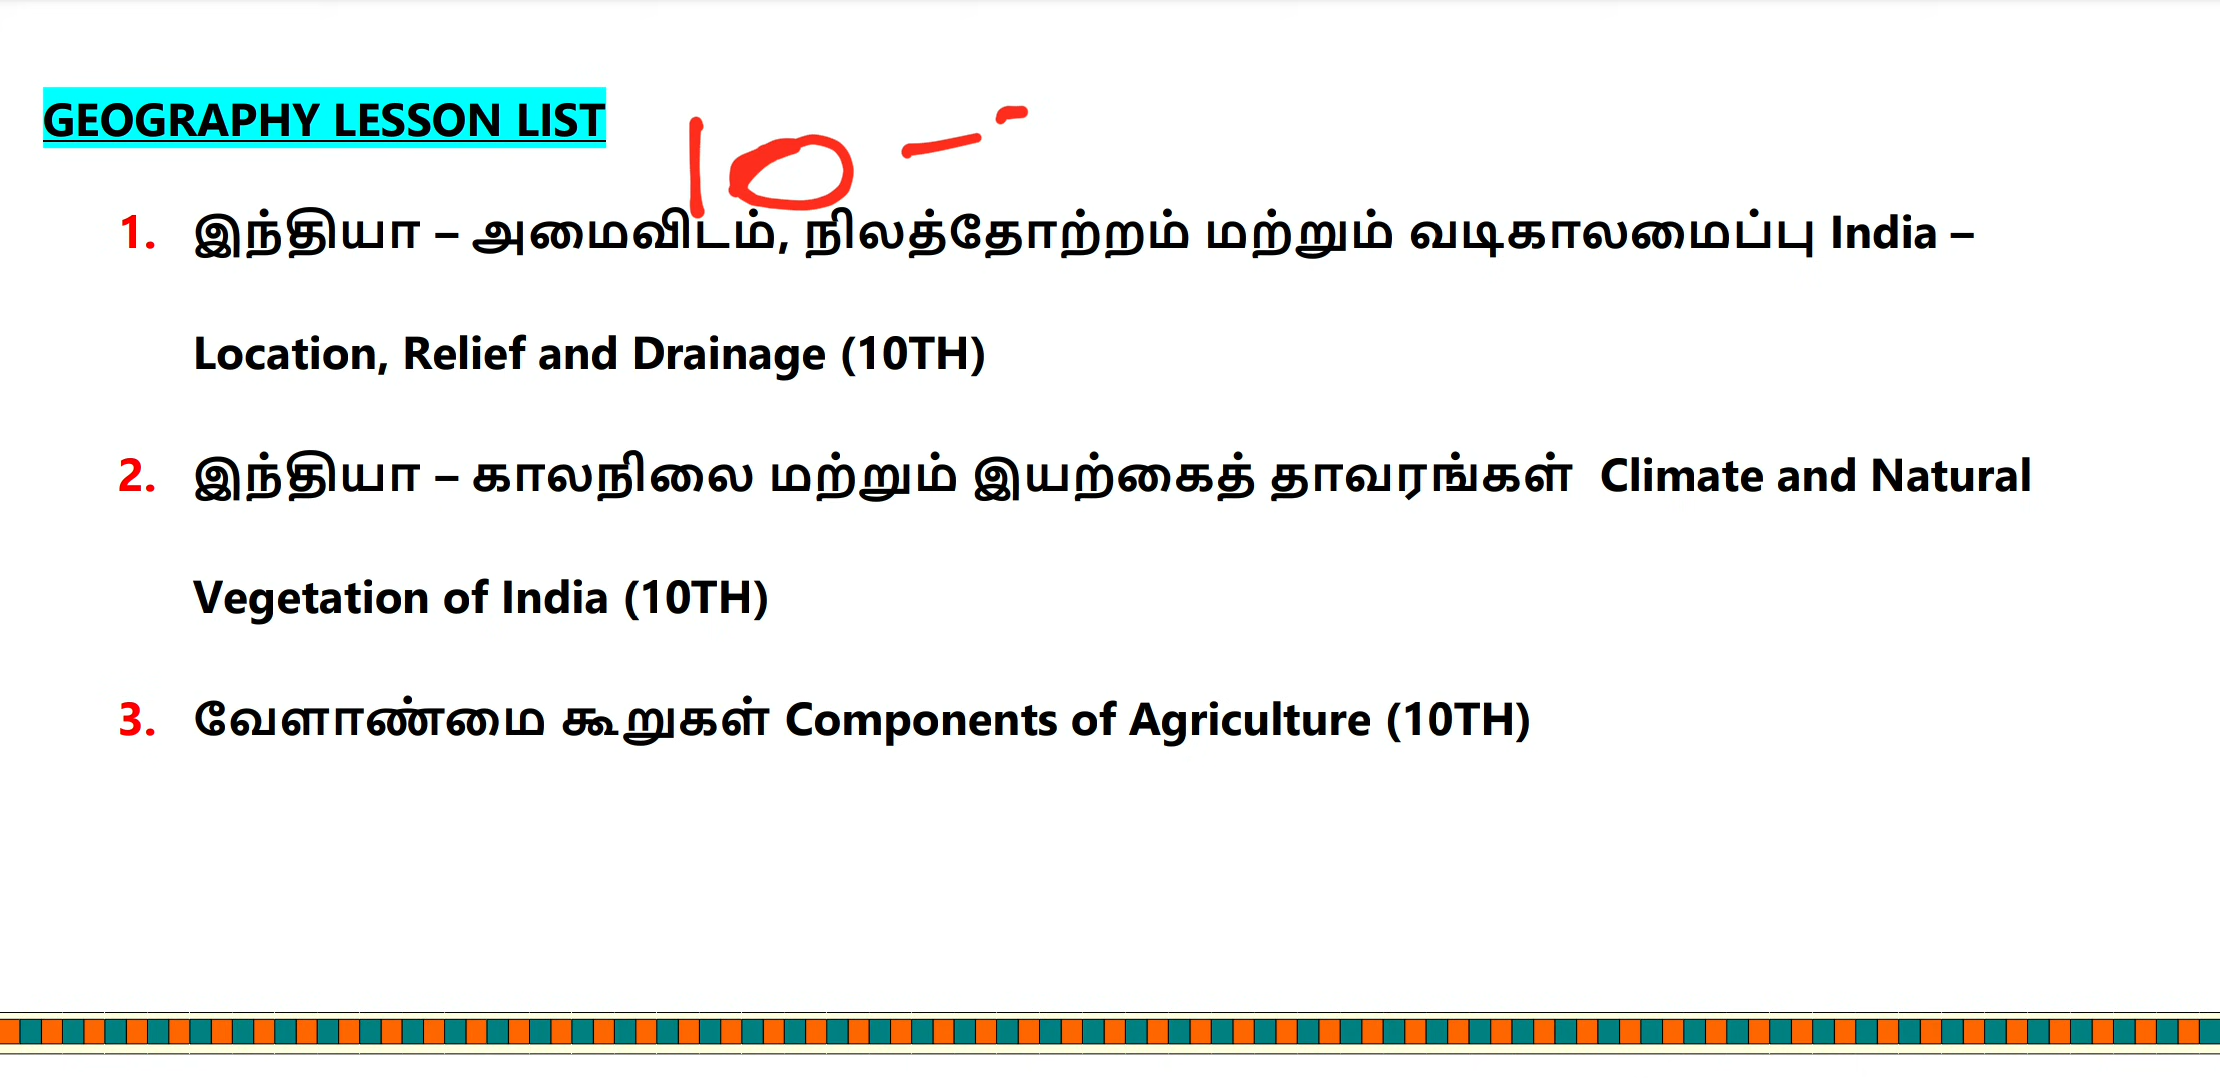 GEOGRAPHY LESSON LIST
10 –
1. இந்தியா – அமைவிடம், நிலத்தோற்றம் மற்றும் வடிகாலமைப்பு India –
Location, Relief and Drainage (10TH)
2. இந்தியா – காலநிலை மற்றும் இயற்கைத் தாவரங்கள் Climate and Natural
Vegetation of India (10TH)
3. வேளாண்மை கூறுகள் Components of Agriculture (10TH)